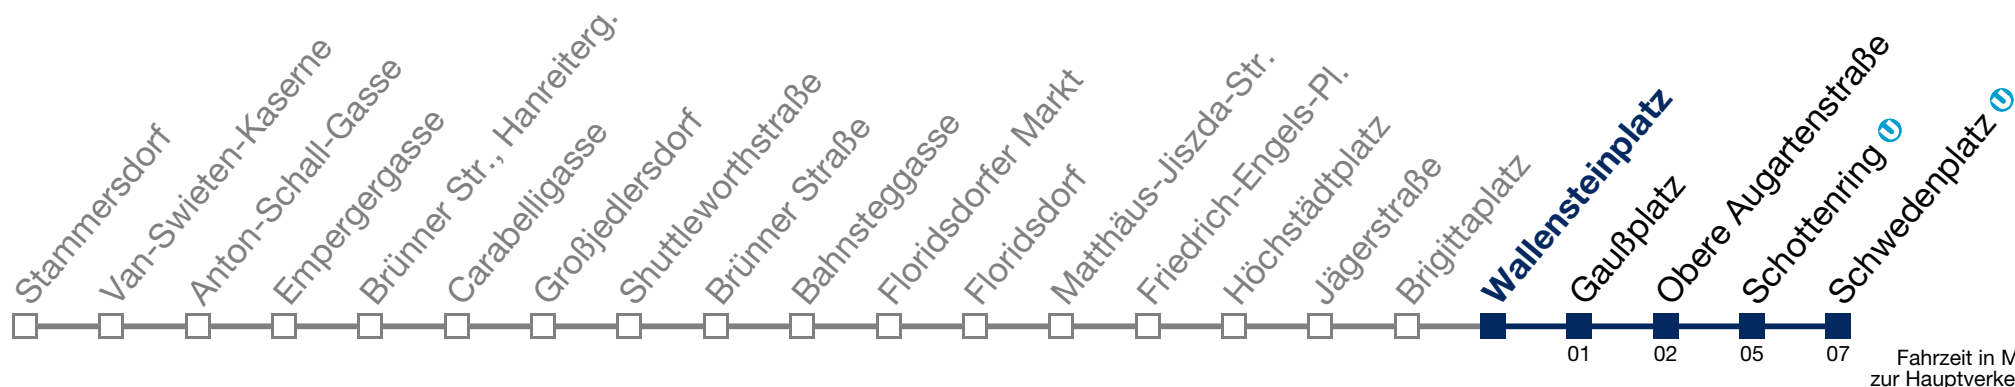 Stammersdorf
Van-Swieten-Kaserne
Anton-Schall-Gasse
Empergergasse
Brünner Str., Hanreiterg.
Carabelligasse
Großjedlersdorf
Shuttleworthstraße
Brünner Straße
Bahnsteggasse
Floridsdorfer Markt
Floridsdorf
Matthäus-Jiszda-Str.
Friedrich-Engels-Pl.
Höchstädtplatz
Jägerstraße
Brigittaplatz
Wallensteinplatz
Gaußplatz
Obere Augartenstraße
Schottenring U
Schwedenplatz U
01 02 05 07
Fahrzeit in M
zur Hauptverke